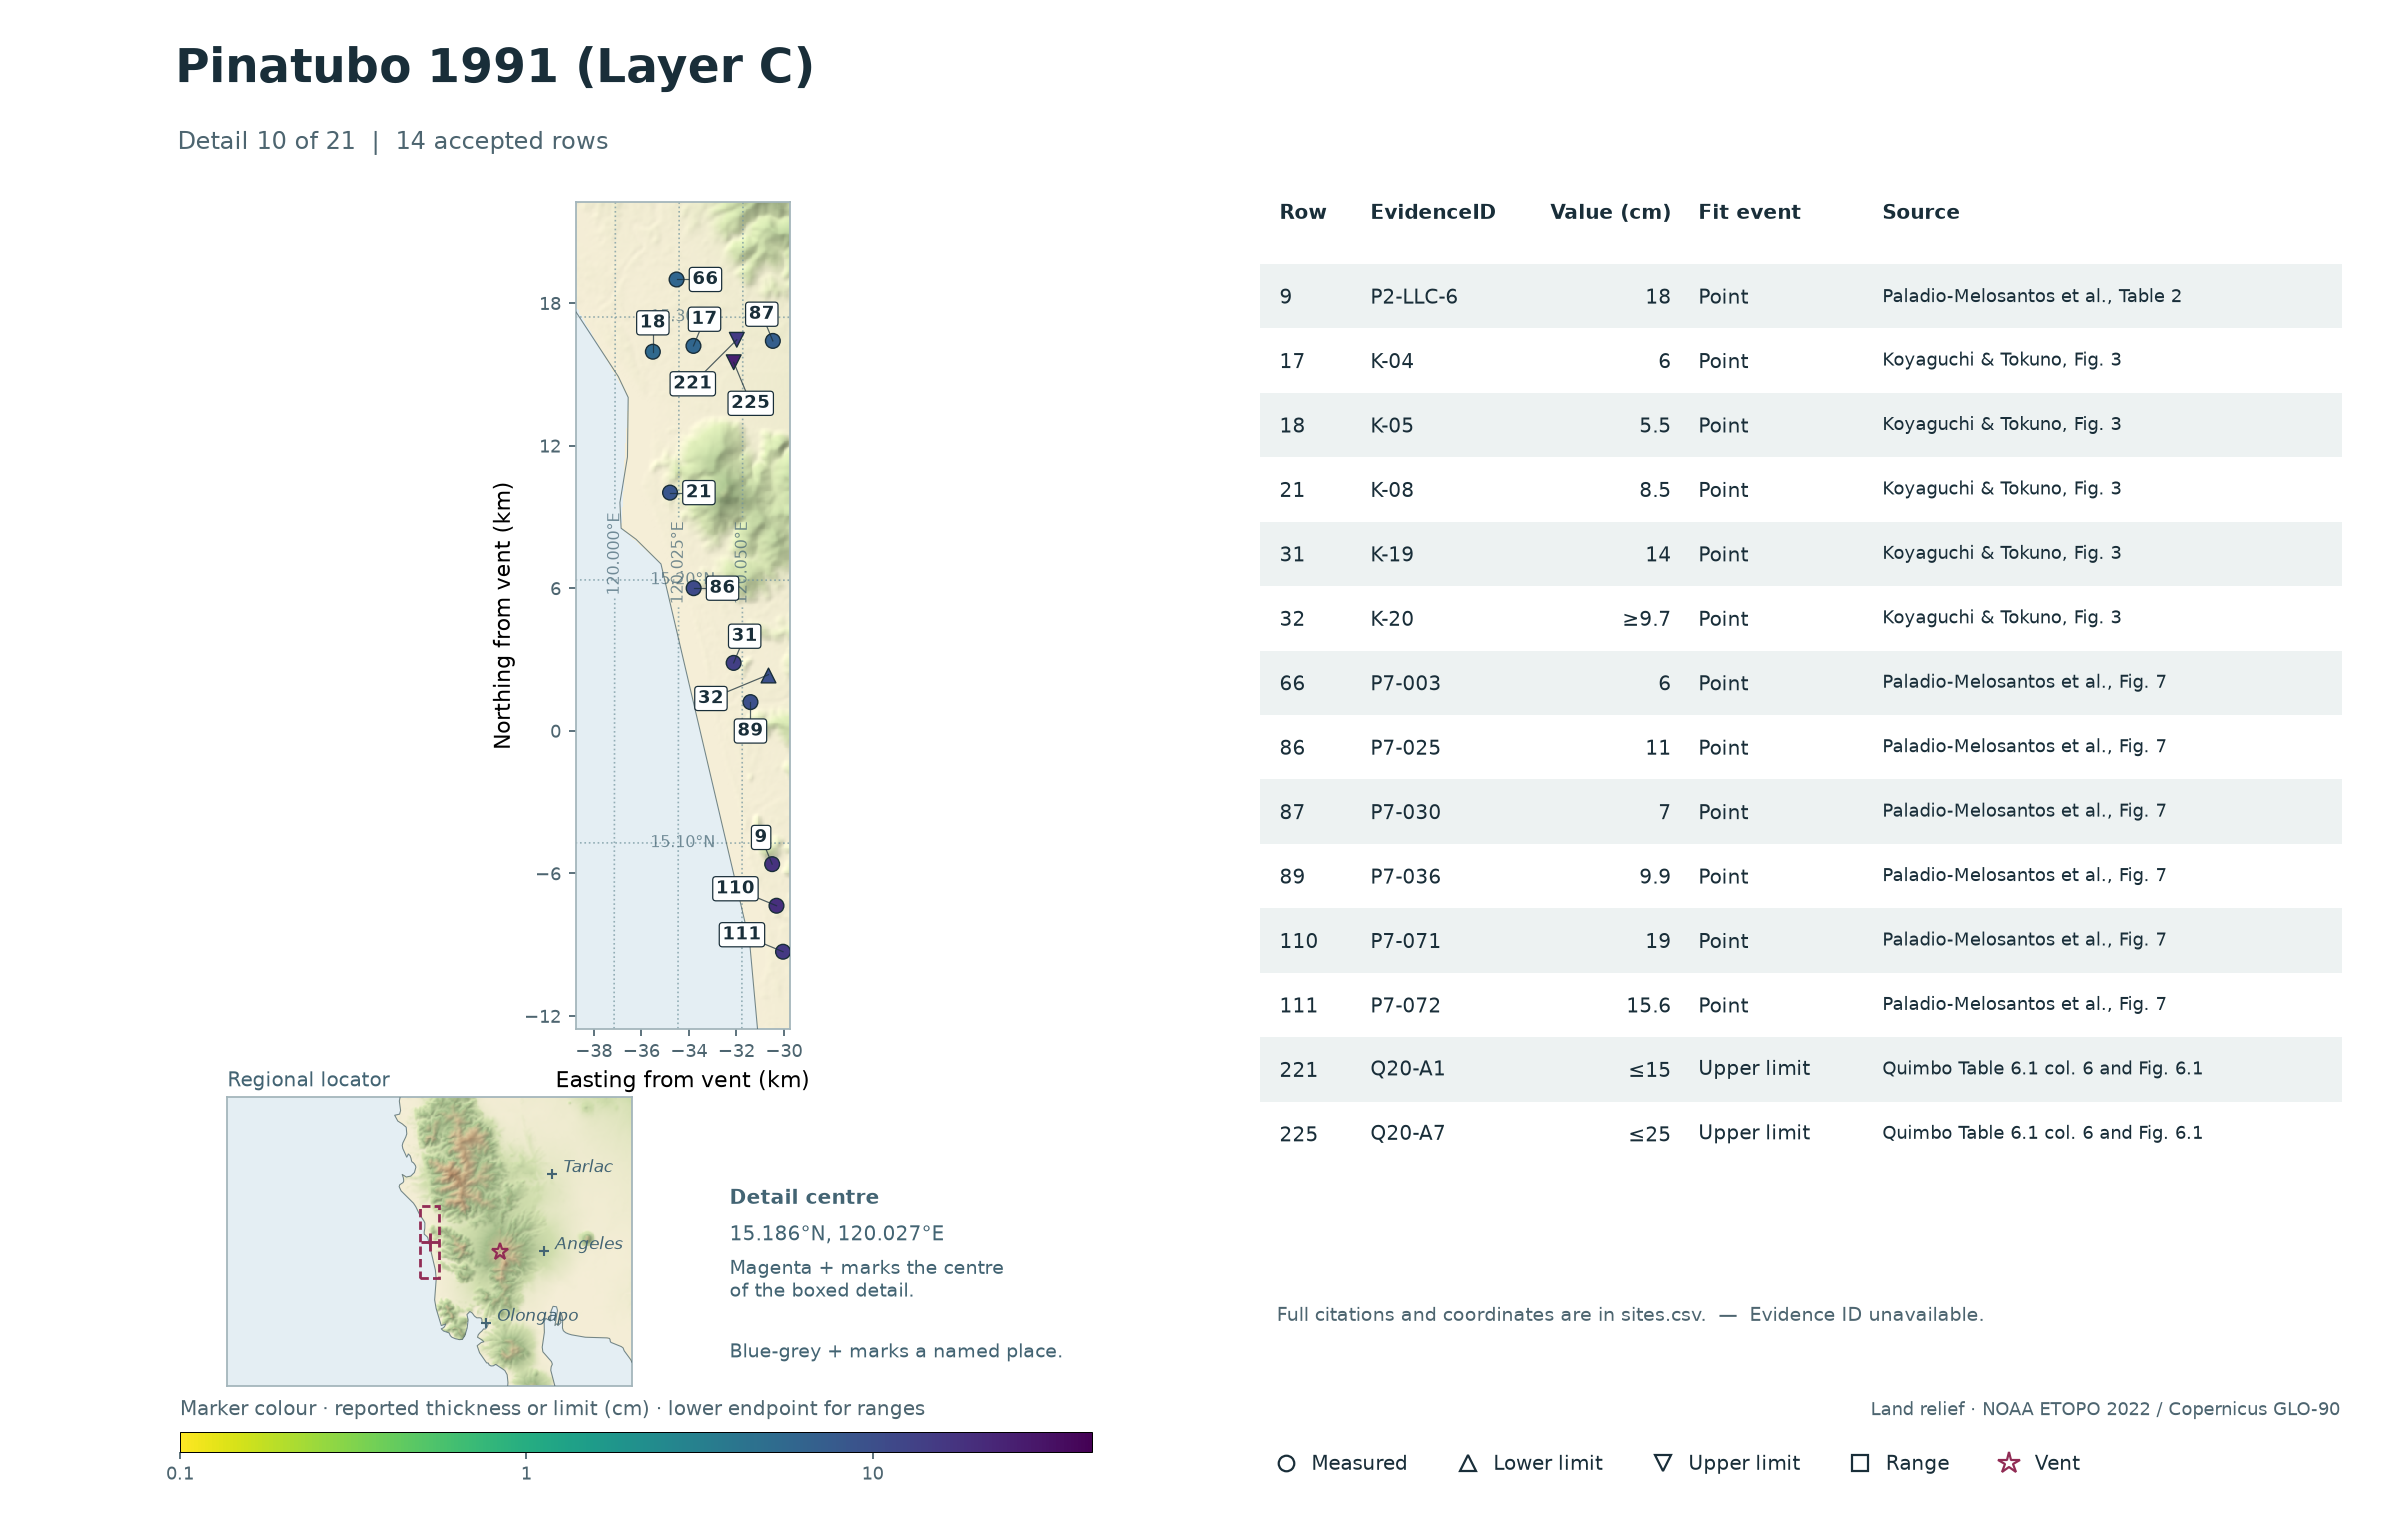 Pinatubo 1991 (Layer C)
Detail 10 of 21 | 14 accepted rows
Northing from vent (km)
18
12
6
0
−6
−12
66
18
17
87
221
225
21
120.000°E
120.025°E
120.050°E
15.20°N
86
31
32
89
15.10°N
9
110
111
−38 −36 −34 −32 −30
Easting from vent (km)
Row EvidenceID Value (cm) Fit event Source
9 P2-LLC-6 18 Point Paladio-Melosantos et al., Table 2
17 K-04 6 Point Koyaguchi & Tokuno, Fig. 3
18 K-05 5.5 Point Koyaguchi & Tokuno, Fig. 3
21 K-08 8.5 Point Koyaguchi & Tokuno, Fig. 3
31 K-19 14 Point Koyaguchi & Tokuno, Fig. 3
32 K-20 ≥9.7 Point Koyaguchi & Tokuno, Fig. 3
66 P7-003 6 Point Paladio-Melosantos et al., Fig. 7
86 P7-025 11 Point Paladio-Melosantos et al., Fig. 7
87 P7-030 7 Point Paladio-Melosantos et al., Fig. 7
89 P7-036 9.9 Point Paladio-Melosantos et al., Fig. 7
110 P7-071 19 Point Paladio-Melosantos et al., Fig. 7
111 P7-072 15.6 Point Paladio-Melosantos et al., Fig. 7
221 Q20-A1 ≤15 Upper limit Quimbo Table 6.1 col. 6 and Fig. 6.1
225 Q20-A7 ≤25 Upper limit Quimbo Table 6.1 col. 6 and Fig. 6.1
Regional locator
Tarlac
Angeles
Olongapo
Detail centre
15.186°N, 120.027°E
Magenta + marks the centre
of the boxed detail.
Blue-grey + marks a named place.
Full citations and coordinates are in sites.csv. — Evidence ID unavailable.
Marker colour · reported thickness or limit (cm) · lower endpoint for ranges
0.1 1 10
Land relief · NOAA ETOPO 2022 / Copernicus GLO-90
Measured Lower limit Upper limit Range Vent